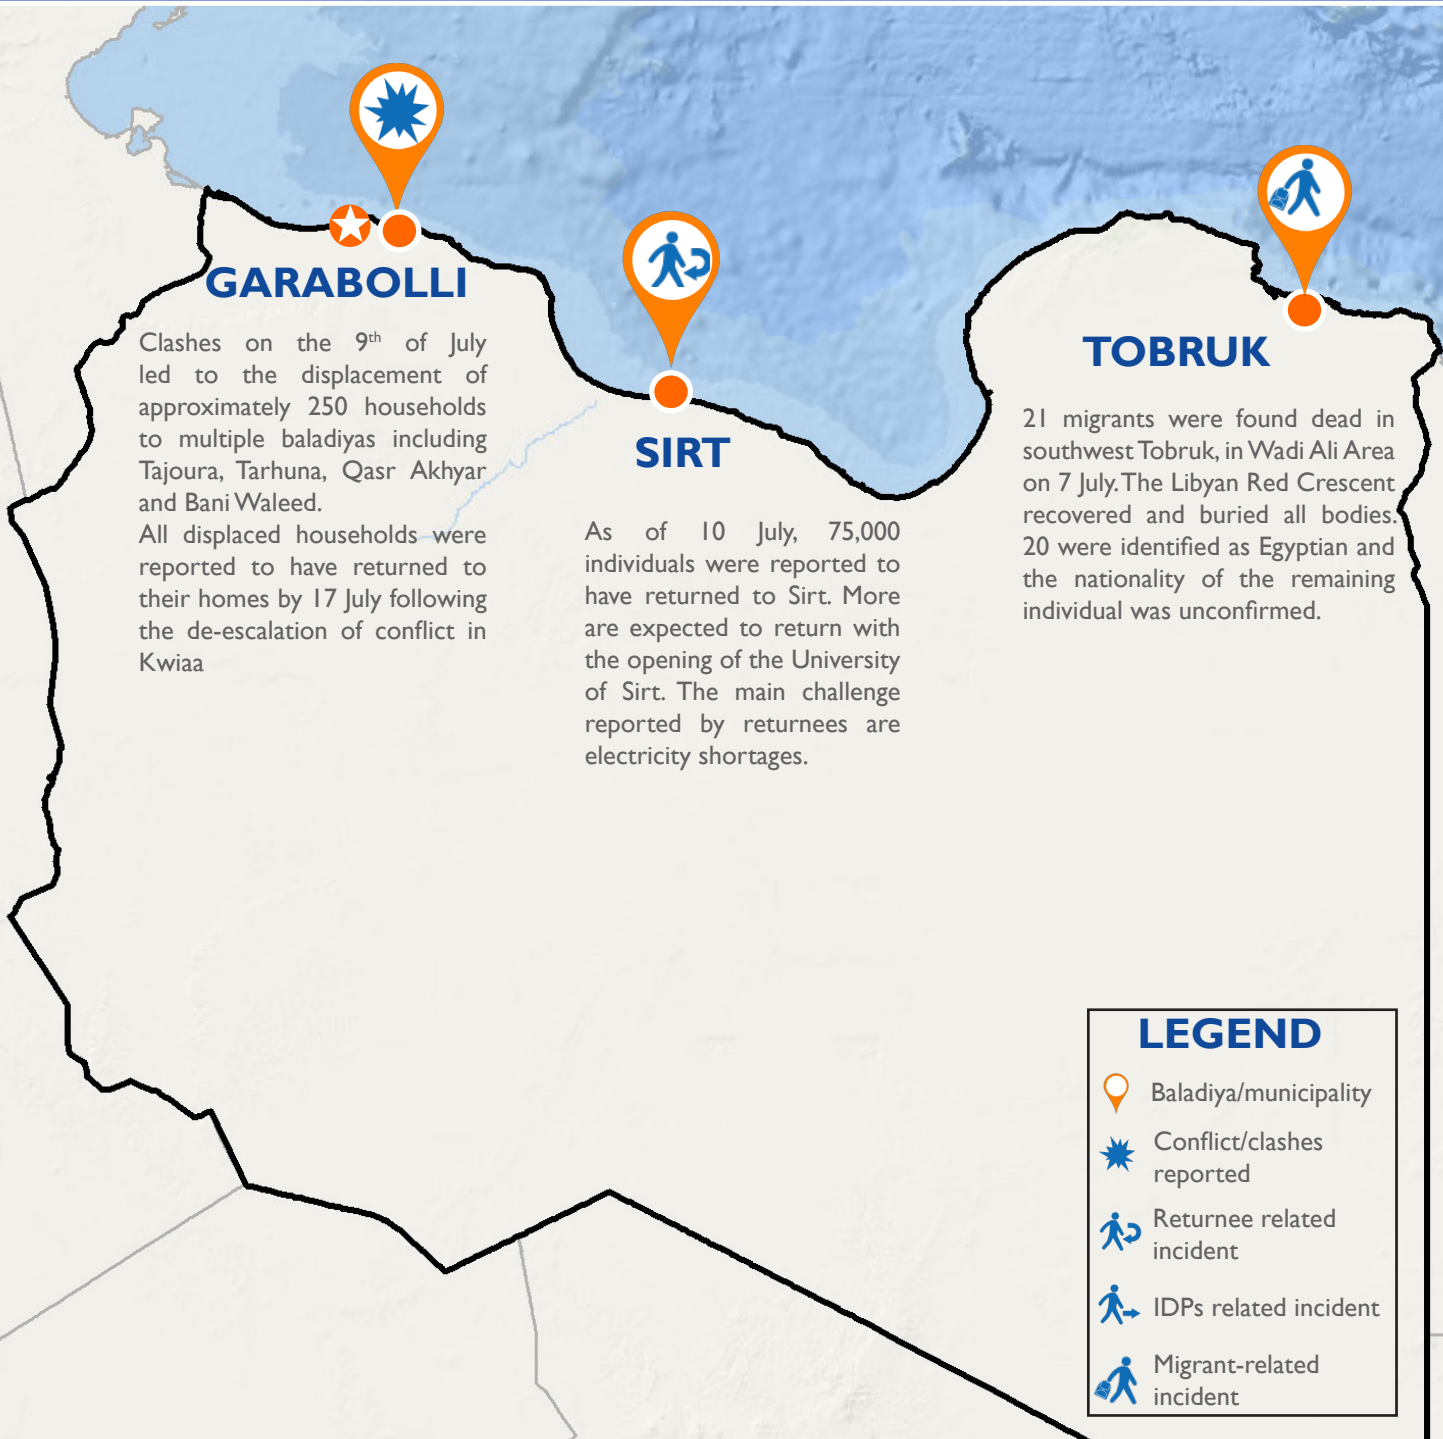 GARABOLLI
Clashes on the 9th of July
led to the displacement of
approximately 250 households
to multiple baladiyas including
Tajoura, Tarhuna, Qasr Akhyar
and Bani Waleed.
All displaced households were
reported to have returned to
their homes by 17 July following
the de-escalation of conflict in
Kwiaa
SIRT
As of 10 July, 75,000
individuals were reported to
have returned to Sirt. More
are expected to return with
the opening of the University
of Sirt. The main challenge
reported by returnees are
electricity shortages.
TOBRUK
21 migrants were found dead in
southwest Tobruk, in Wadi Ali Area
on 7 July. The Libyan Red Crescent
recovered and buried all bodies.
20 were identified as Egyptian and
the nationality of the remaining
individual was unconfirmed.
LEGEND
Baladiya/municipality
Conflict/clashes
reported
Returnee related
incident
IDPs related incident
Migrant-related
incident